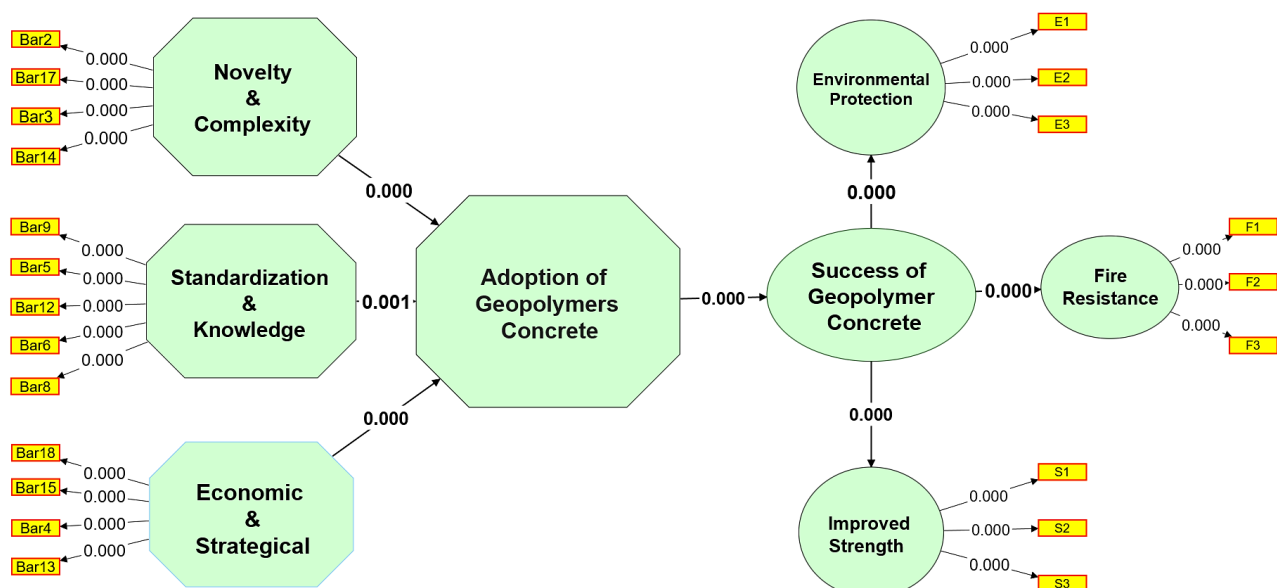 Bar2
0.000
Bar17
0.000
Bar3
0.000
Bar14
0.000
Novelty
&
Complexity
0.000
Bar9
0.000
Bar5
0.000
Bar12
0.000
Bar6
0.000
Bar8
0.000
Standardization
&
Knowledge
0.001
Bar18
0.000
Bar15
0.000
Bar4
0.000
Bar13
0.000
Economic
&
Strategical
0.000
Adoption of
Geopolymers
Concrete
0.000
Success of
Geopolymer
Concrete
0.000
Environmental
Protection
0.000
E1
0.000
E2
0.000
E3
0.000
Fire
Resistance
0.000
F1
0.000
F2
0.000
F3
0.000
Improved
Strength
0.000
S1
0.000
S2
0.000
S3